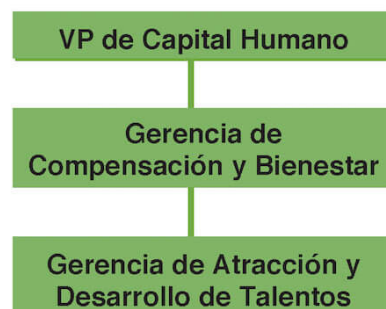 VP de Capital Humano
Gerencia de
Compensación y Bienestar
Gerencia de Atracción y
Desarrollo de Talentos